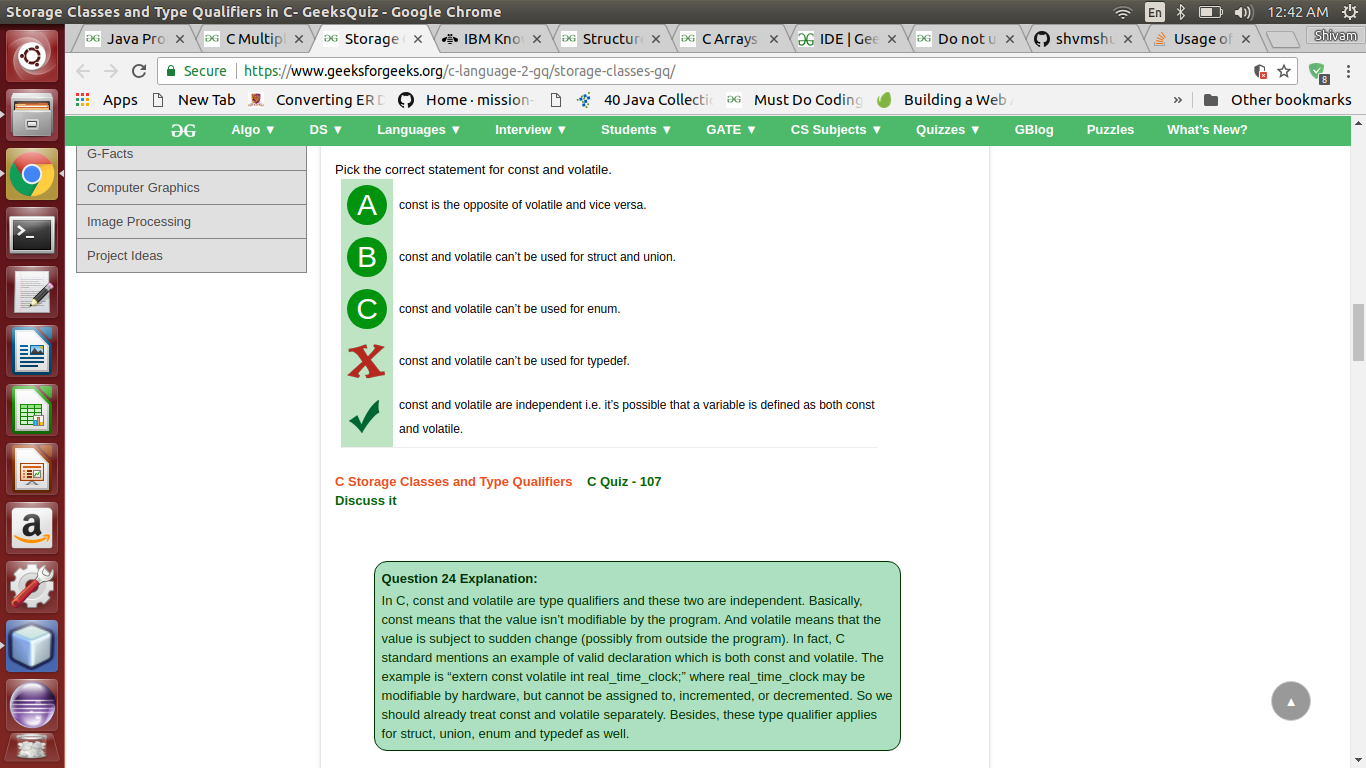 Storage Classes and Type Qualifiers in C- GeeksQuiz - Google Chrome
En
12:42 AM
Java Pro
C Multipl
Storage
IBM Kno
Structure
C Arrays
IDE | Gee
Do not u
shvmshu
Usage of
Shivam
Secure
https://www.geeksforgeeks.org/c-language-2-gq/storage-classes-gq/
8
Apps
New Tab
Converting ER D
Home · mission-
40 Java Collecti
Must Do Coding
Building a Web A
»
Other bookmarks
Algo ▼
DS ▼
Languages ▼
Interview ▼
Students ▼
GATE ▼
CS Subjects ▼
Quizzes ▼
GBlog
Puzzles
What's New?
G-Facts
Computer Graphics
Image Processing
Project Ideas
Pick the correct statement for const and volatile.
A const is the opposite of volatile and vice versa.
B const and volatile can't be used for struct and union.
C const and volatile can't be used for enum.
X const and volatile can't be used for typedef.
const and volatile are independent i.e. it's possible that a variable is defined as both const
and volatile.
C Storage Classes and Type Qualifiers C Quiz - 107
Discuss it
Question 24 Explanation:
In C, const and volatile are type qualifiers and these two are independent. Basically,
const means that the value isn't modifiable by the program. And volatile means that the
value is subject to sudden change (possibly from outside the program). In fact, C
standard mentions an example of valid declaration which is both const and volatile. The
example is “extern const volatile int real_time_clock;” where real_time_clock may be
modifiable by hardware, but cannot be assigned to, incremented, or decremented. So we
should already treat const and volatile separately. Besides, these type qualifier applies
for struct, union, enum and typedef as well.